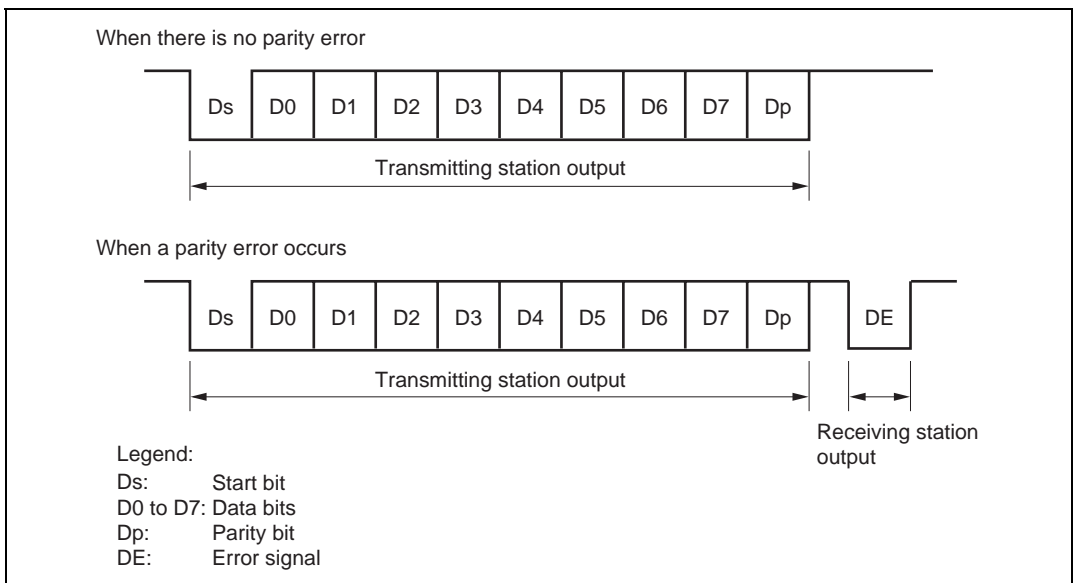 When there is no parity error
Ds D0 D1 D2 D3 D4 D5 D6 D7 Dp
Transmitting station output
When a parity error occurs
Ds D0 D1 D2 D3 D4 D5 D6 D7 Dp DE
Transmitting station output
Receiving station
output
Legend:
Ds: Start bit
D0 to D7: Data bits
Dp: Parity bit
DE: Error signal